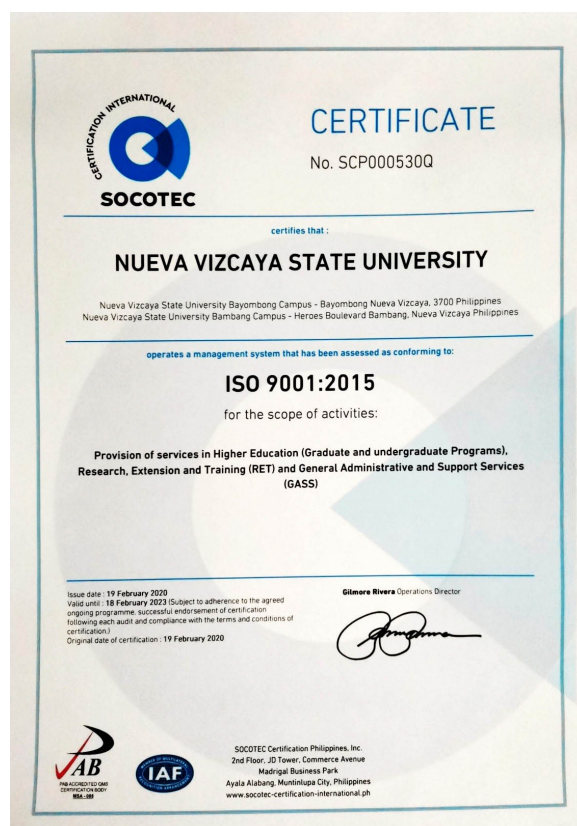 CERTIFICATION INTERNATIONAL
SOCOTEC
CERTIFICATE
No. SCP000530Q
certifies that :
NUEVA VIZCAYA STATE UNIVERSITY
Nueva Vizcaya State University Bayombong Campus - Bayombong Nueva Vizcaya, 3700 Philippines
Nueva Vizcaya State University Bambang Campus - Heroes Boulevard Bambang, Nueva Vizcaya Philippines
operates a management system that has been assessed as conforming to:
ISO 9001:2015
for the scope of activities:
Provision of services in Higher Education (Graduate and undergraduate Programs),
Research, Extension and Training (RET) and General Administrative and Support Services
(GASS)
Issue date : 19 February 2020
Valid until : 18 February 2023 (Subject to adherence to the agreed
ongoing programme, successful endorsement of certification
following each audit and compliance with the terms and conditions of
certification.)
Original date of certification : 19 February 2020
Gilmore Rivera Operations Director
PAB
PAB ACCREDITED QMS
CERTIFICATION BODY
IAF
SOCOTEC Certification Philippines, Inc.
2nd Floor, JD Tower, Commerce Avenue
Madrigal Business Park
Ayala Alabang, Muntinlupa City, Philippines
www.socotec-certification-international.ph